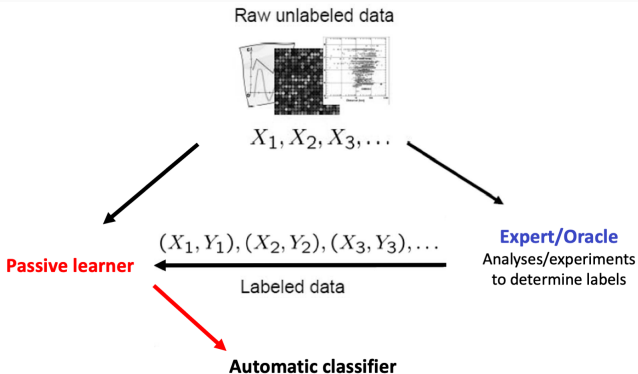 Raw unlabeled data
X₁, X₂, X₃, . . .
(X₁, Y₁), (X₂, Y₂), (X₃, Y₃), . . .
Expert/Oracle
Analyses/experiments
to determine labels
Passive learner
Labeled data
Automatic classifier